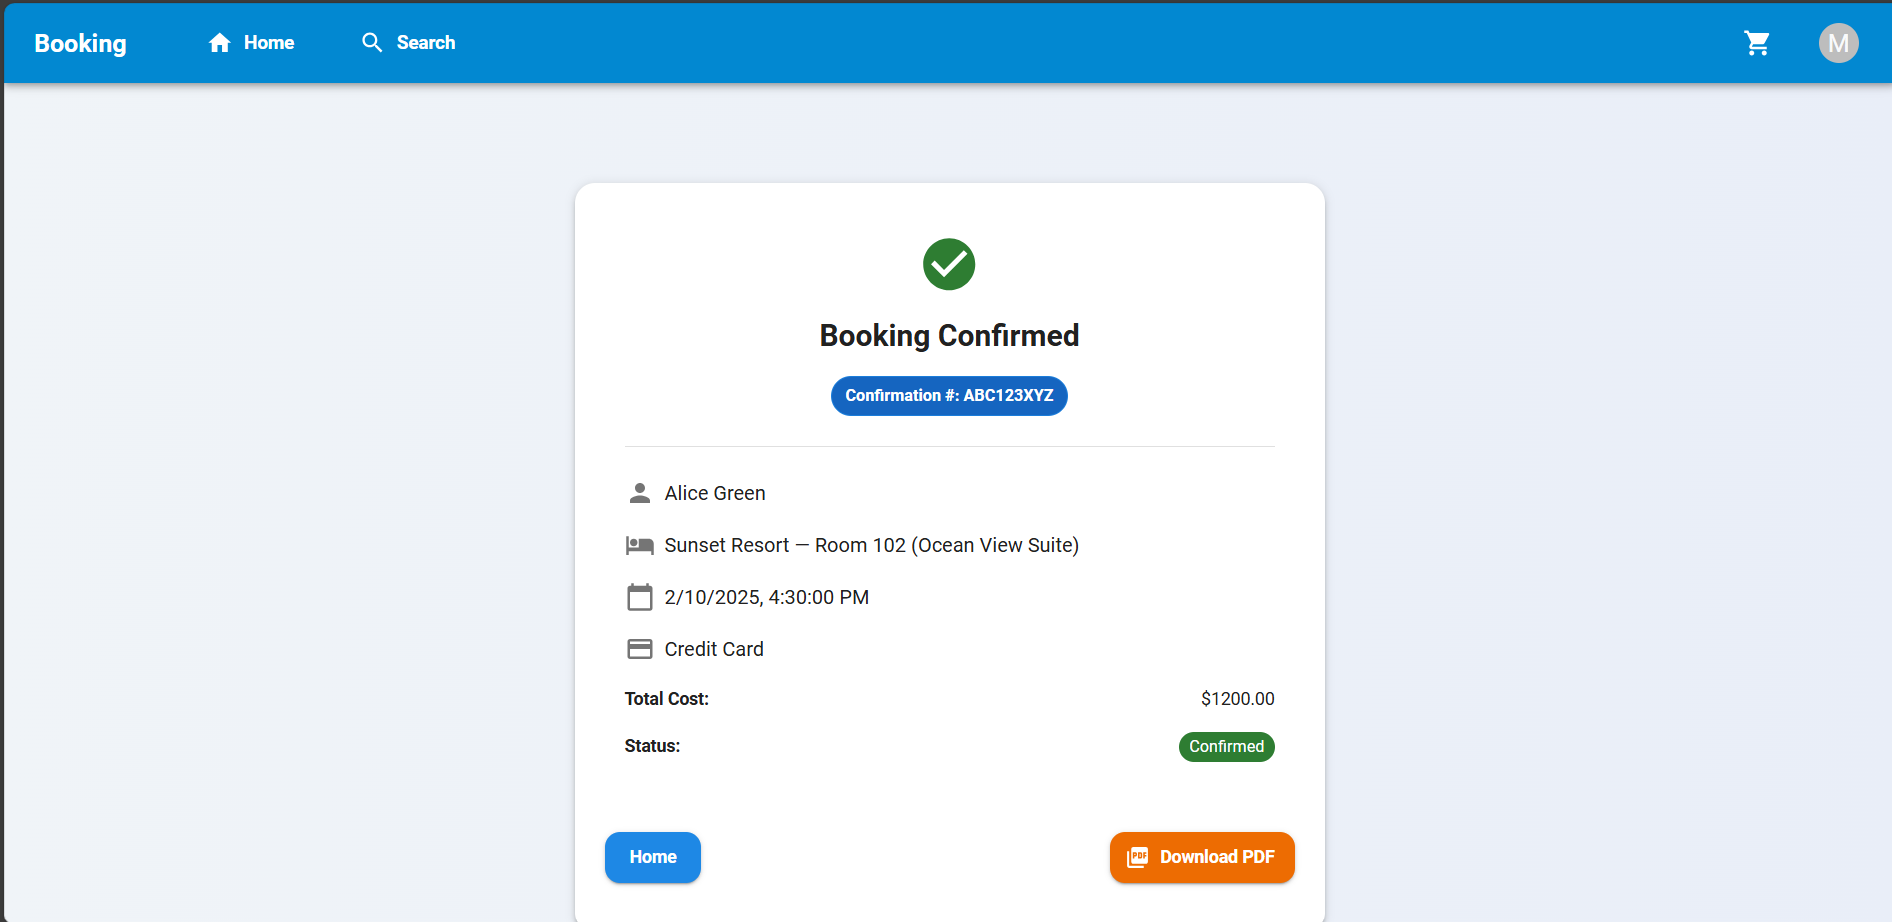 Booking Home Search M
Booking Confirmed
Confirmation #: ABC123XYZ
Alice Green
Sunset Resort — Room 102 (Ocean View Suite)
2/10/2025, 4:30:00 PM
Credit Card
Total Cost: $1200.00
Status: Confirmed
Home PDF Download PDF